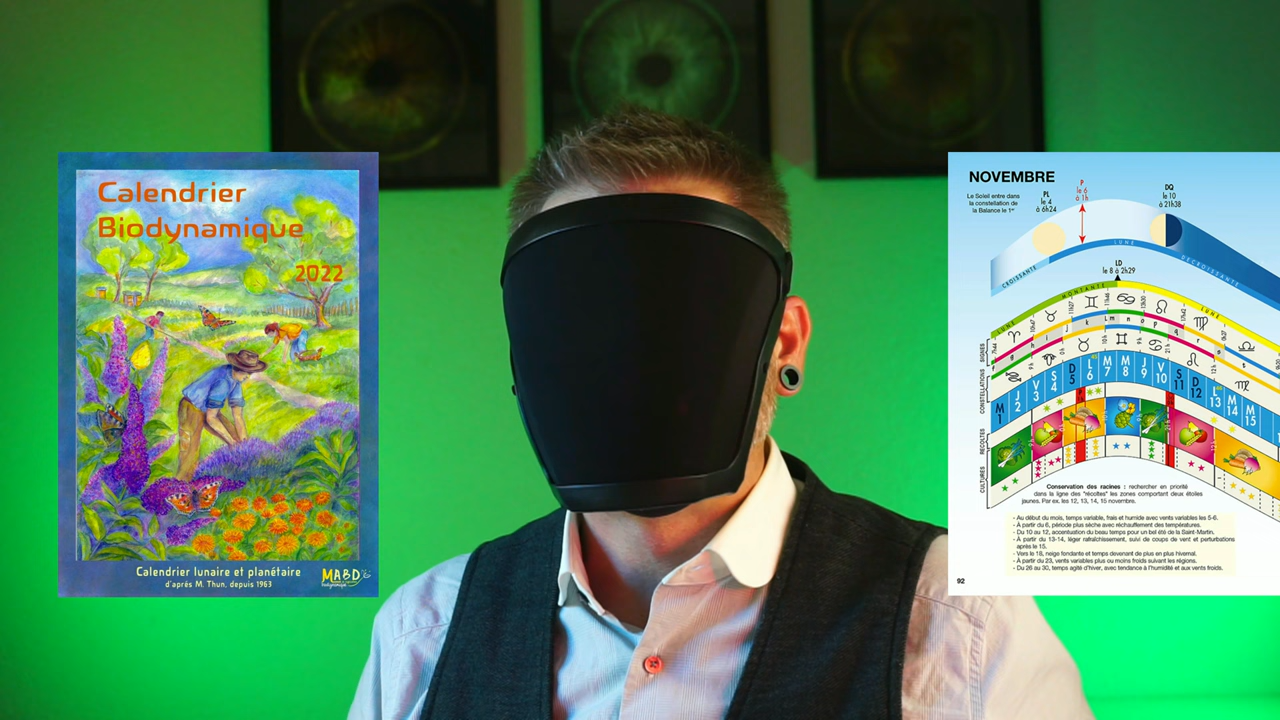 Calendrier
Biodynamique
2022
Calendrier lunaire et planétaire
d'après M. Thun, depuis 1963
MABD
NOVEMBRE
Le Soleil entre dans
la constellation de
la Balance le 1er
PL
le 4
à 6h24
P
le 6
à 1h
DQ
le 10
à 21h38
CROISSANTE
LUNE
DECROISSANTE
LD
le 8 à 2h29
LUNE
MONTANTE
LUNE
SIGNES
CONSTELLATIONS
RECOLTES
CULTURES
M 1
J 2
V 3
S 4
D 5
L 6
M 7
M 8
J 9
V 10
S 11
D 12
L 13
M 14
M 15
Conservation des racines : rechercher en priorité
dans la ligne des "récoltes" les zones comportant deux étoiles
jaunes. Par ex. les 12, 13, 14, 15 novembre.
- Au début du mois, temps variable, frais et humide avec vents variables les 5-6.
- À partir du 6, période plus sèche avec réchauffement des températures.
- Du 10 au 12, accentuation du beau temps pour un bel été de la Saint-Martin.
- À partir du 13-14, léger rafraîchissement, suivi de coups de vent et perturbations
après le 15.
- Vers le 18, neige fondante et temps devenant de plus en plus hivernal.
- À partir du 23, vents variables plus ou moins froids suivant les régions.
- Du 26 au 30, temps agité d'hiver, avec tendance à l'humidité et aux vents froids.
92